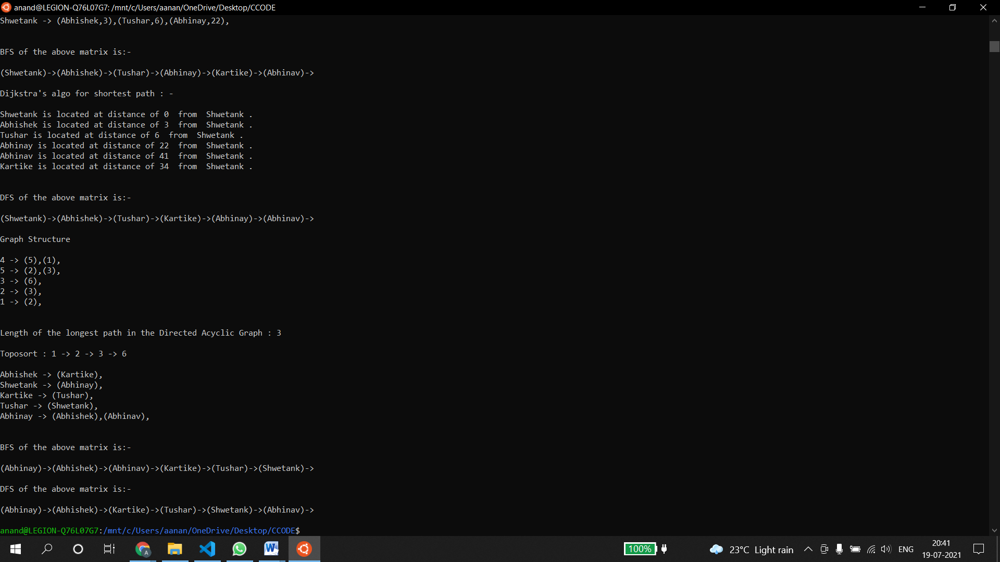 anand@LEGION-Q76L07G7: /mnt/c/Users/aanan/OneDrive/Desktop/CCODE
Shwetank -> (Abhishek,3),(Tushar,6),(Abhinay,22),
BFS of the above matrix is:-
(Shwetank)->(Abhishek)->(Tushar)->(Abhinay)->(Kartike)->(Abhinav)->
Dijkstra's algo for shortest path : -
Shwetank is located at distance of 0  from  Shwetank .
Abhishek is located at distance of 3  from  Shwetank .
Tushar is located at distance of 6  from  Shwetank .
Abhinay is located at distance of 22  from  Shwetank .
Abhinav is located at distance of 41  from  Shwetank .
Kartike is located at distance of 34  from  Shwetank .
DFS of the above matrix is:-
(Shwetank)->(Abhishek)->(Tushar)->(Kartike)->(Abhinay)->(Abhinav)->
Graph Structure
4 -> (5),(1),
5 -> (2),(3),
3 -> (6),
2 -> (3),
1 -> (2),
Length of the longest path in the Directed Acyclic Graph : 3
Toposort : 1 -> 2 -> 3 -> 6
Abhishek -> (Kartike),
Shwetank -> (Abhinay),
Kartike -> (Tushar),
Tushar -> (Shwetank),
Abhinay -> (Abhishek),(Abhinav),
BFS of the above matrix is:-
(Abhinay)->(Abhishek)->(Abhinav)->(Kartike)->(Tushar)->(Shwetank)->
DFS of the above matrix is:-
(Abhinay)->(Abhishek)->(Kartike)->(Tushar)->(Shwetank)->(Abhinav)->
anand@LEGION-Q76L07G7:/mnt/c/Users/aanan/OneDrive/Desktop/CCODE$
A
W
100%
23°C Light rain
ENG
20:41
19-07-2021